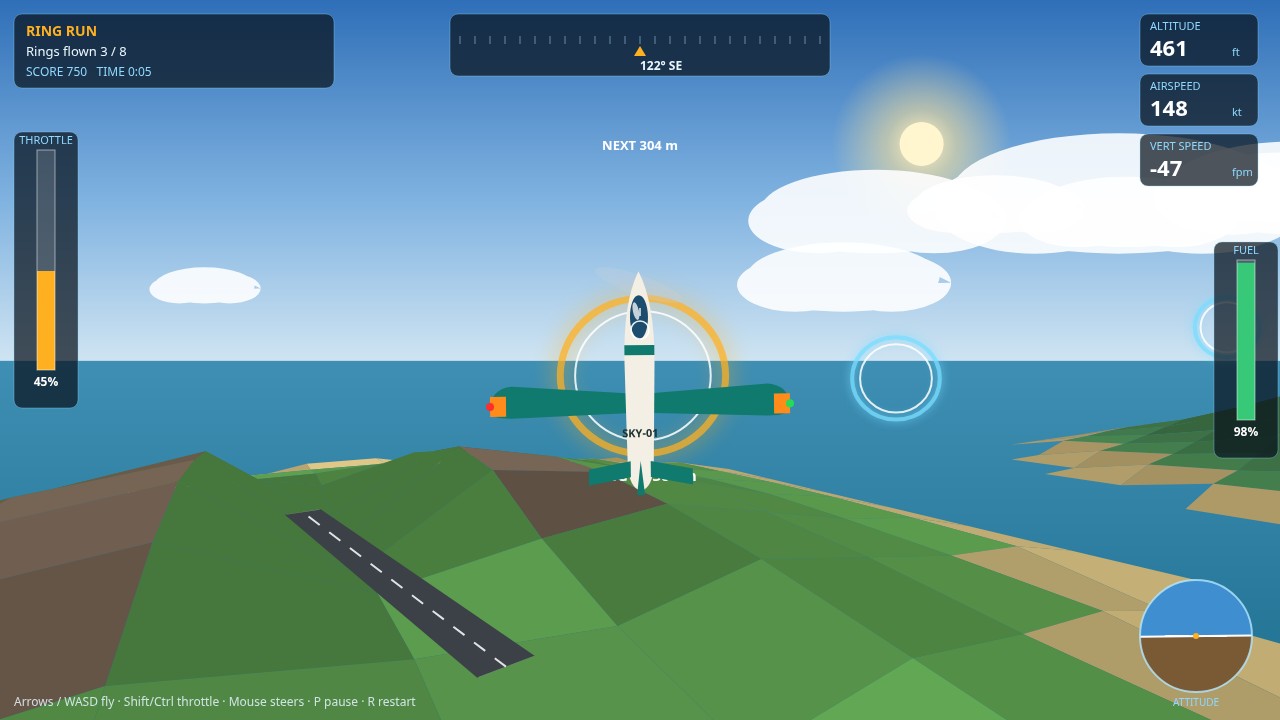 RING RUN
Rings flown 3 / 8
SCORE 750 TIME 0:05
122° SE
ALTITUDE
461 ft
AIRSPEED
148 kt
VERT SPEED
-47 fpm
THROTTLE
45%
NEXT 304 m
FUEL
98%
SKY-01
Arrows / WASD fly · Shift/Ctrl throttle · Mouse steers · P pause · R restart
ATTITUDE